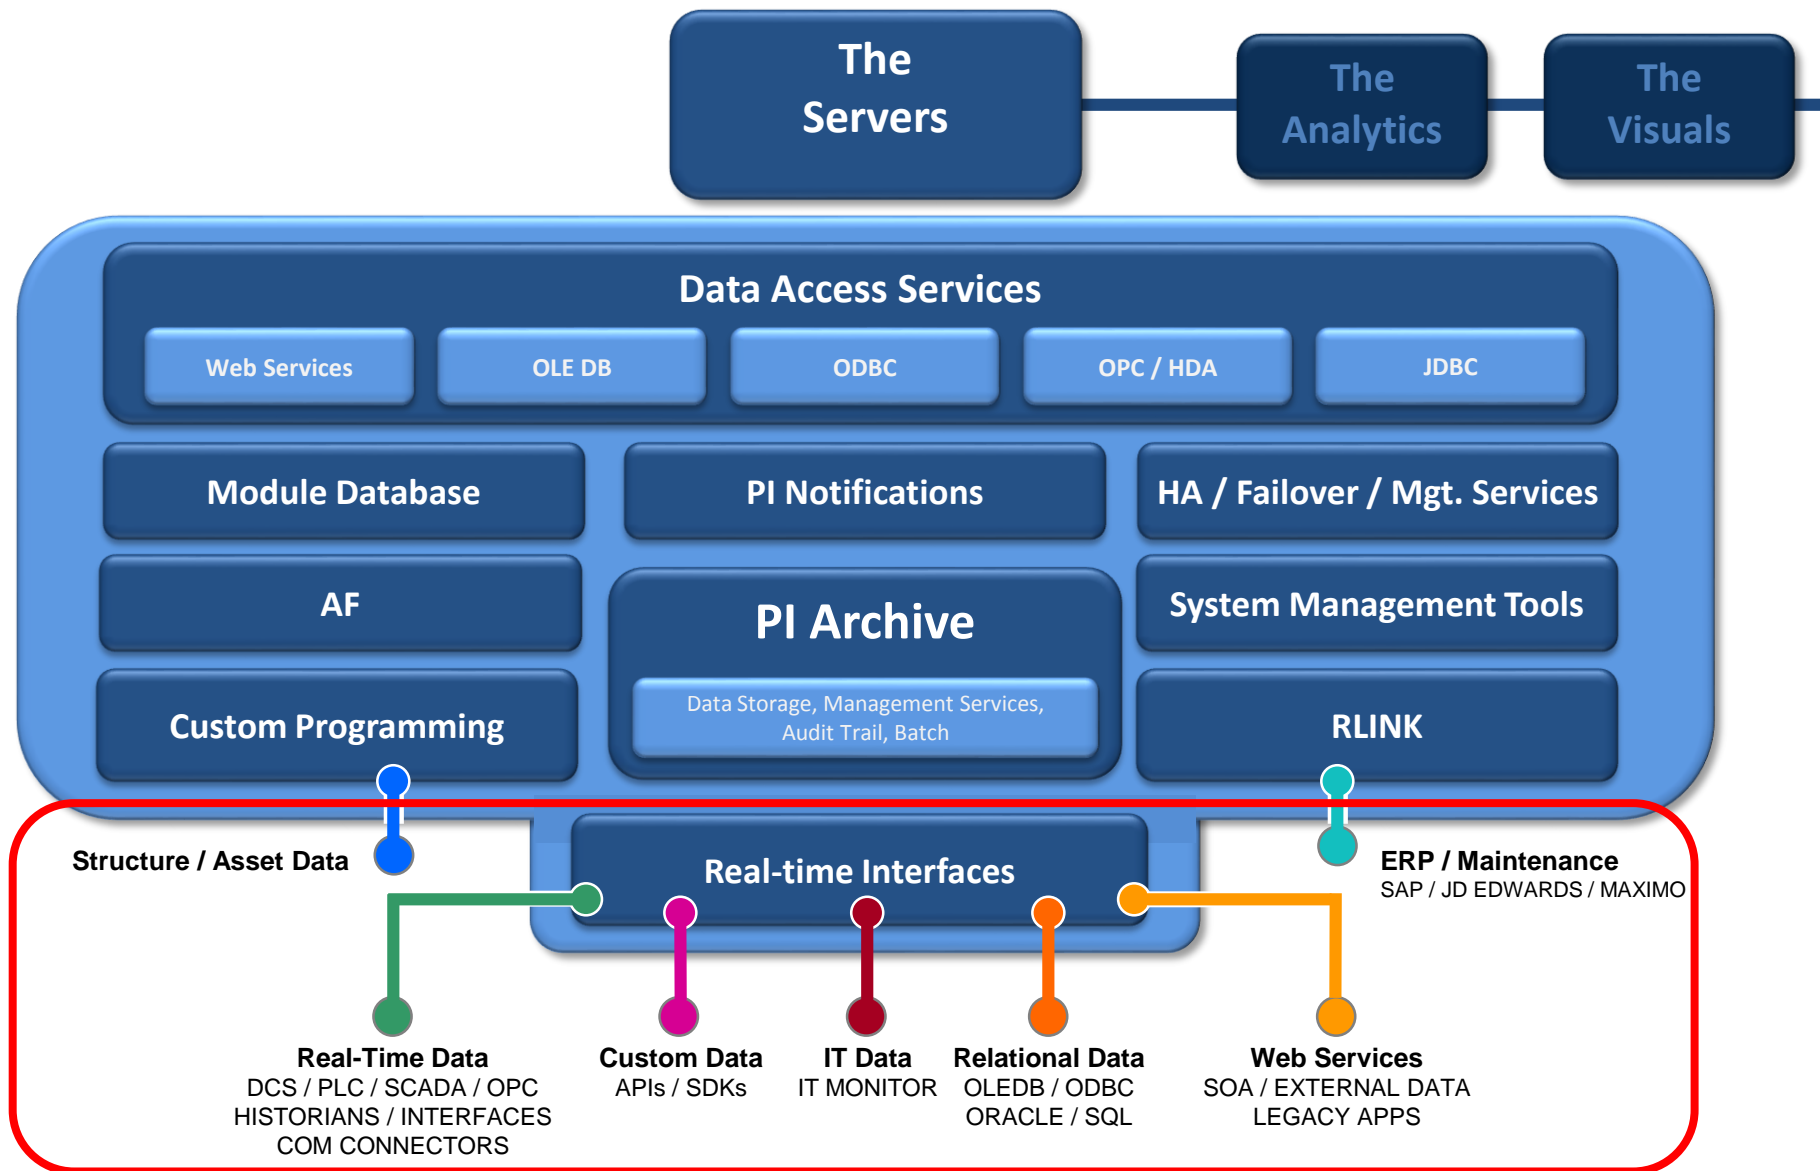 The
Servers
The
Analytics
The
Visuals
Data Access Services
Web Services
OLE DB
ODBC
OPC / HDA
JDBC
Module Database
PI Notifications
HA / Failover / Mgt. Services
AF
PI Archive
System Management Tools
Data Storage, Management Services,
Audit Trail, Batch
Custom Programming
RLINK
Structure / Asset Data
Real-time Interfaces
ERP / Maintenance
SAP / JD EDWARDS / MAXIMO
Real-Time Data
DCS / PLC / SCADA / OPC
HISTORIANS / INTERFACES
COM CONNECTORS
Custom Data
APIs / SDKs
IT Data
IT MONITOR
Relational Data
OLEDB / ODBC
ORACLE / SQL
Web Services
SOA / EXTERNAL DATA
LEGACY APPS